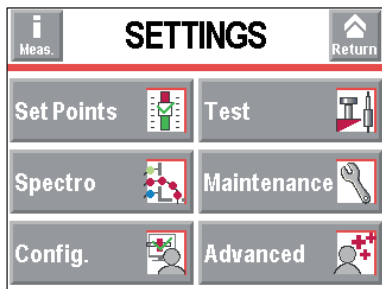 i
Meas.
SETTINGS
Return
Set Points
Test
Spectro
Maintenance
Config.
Advanced